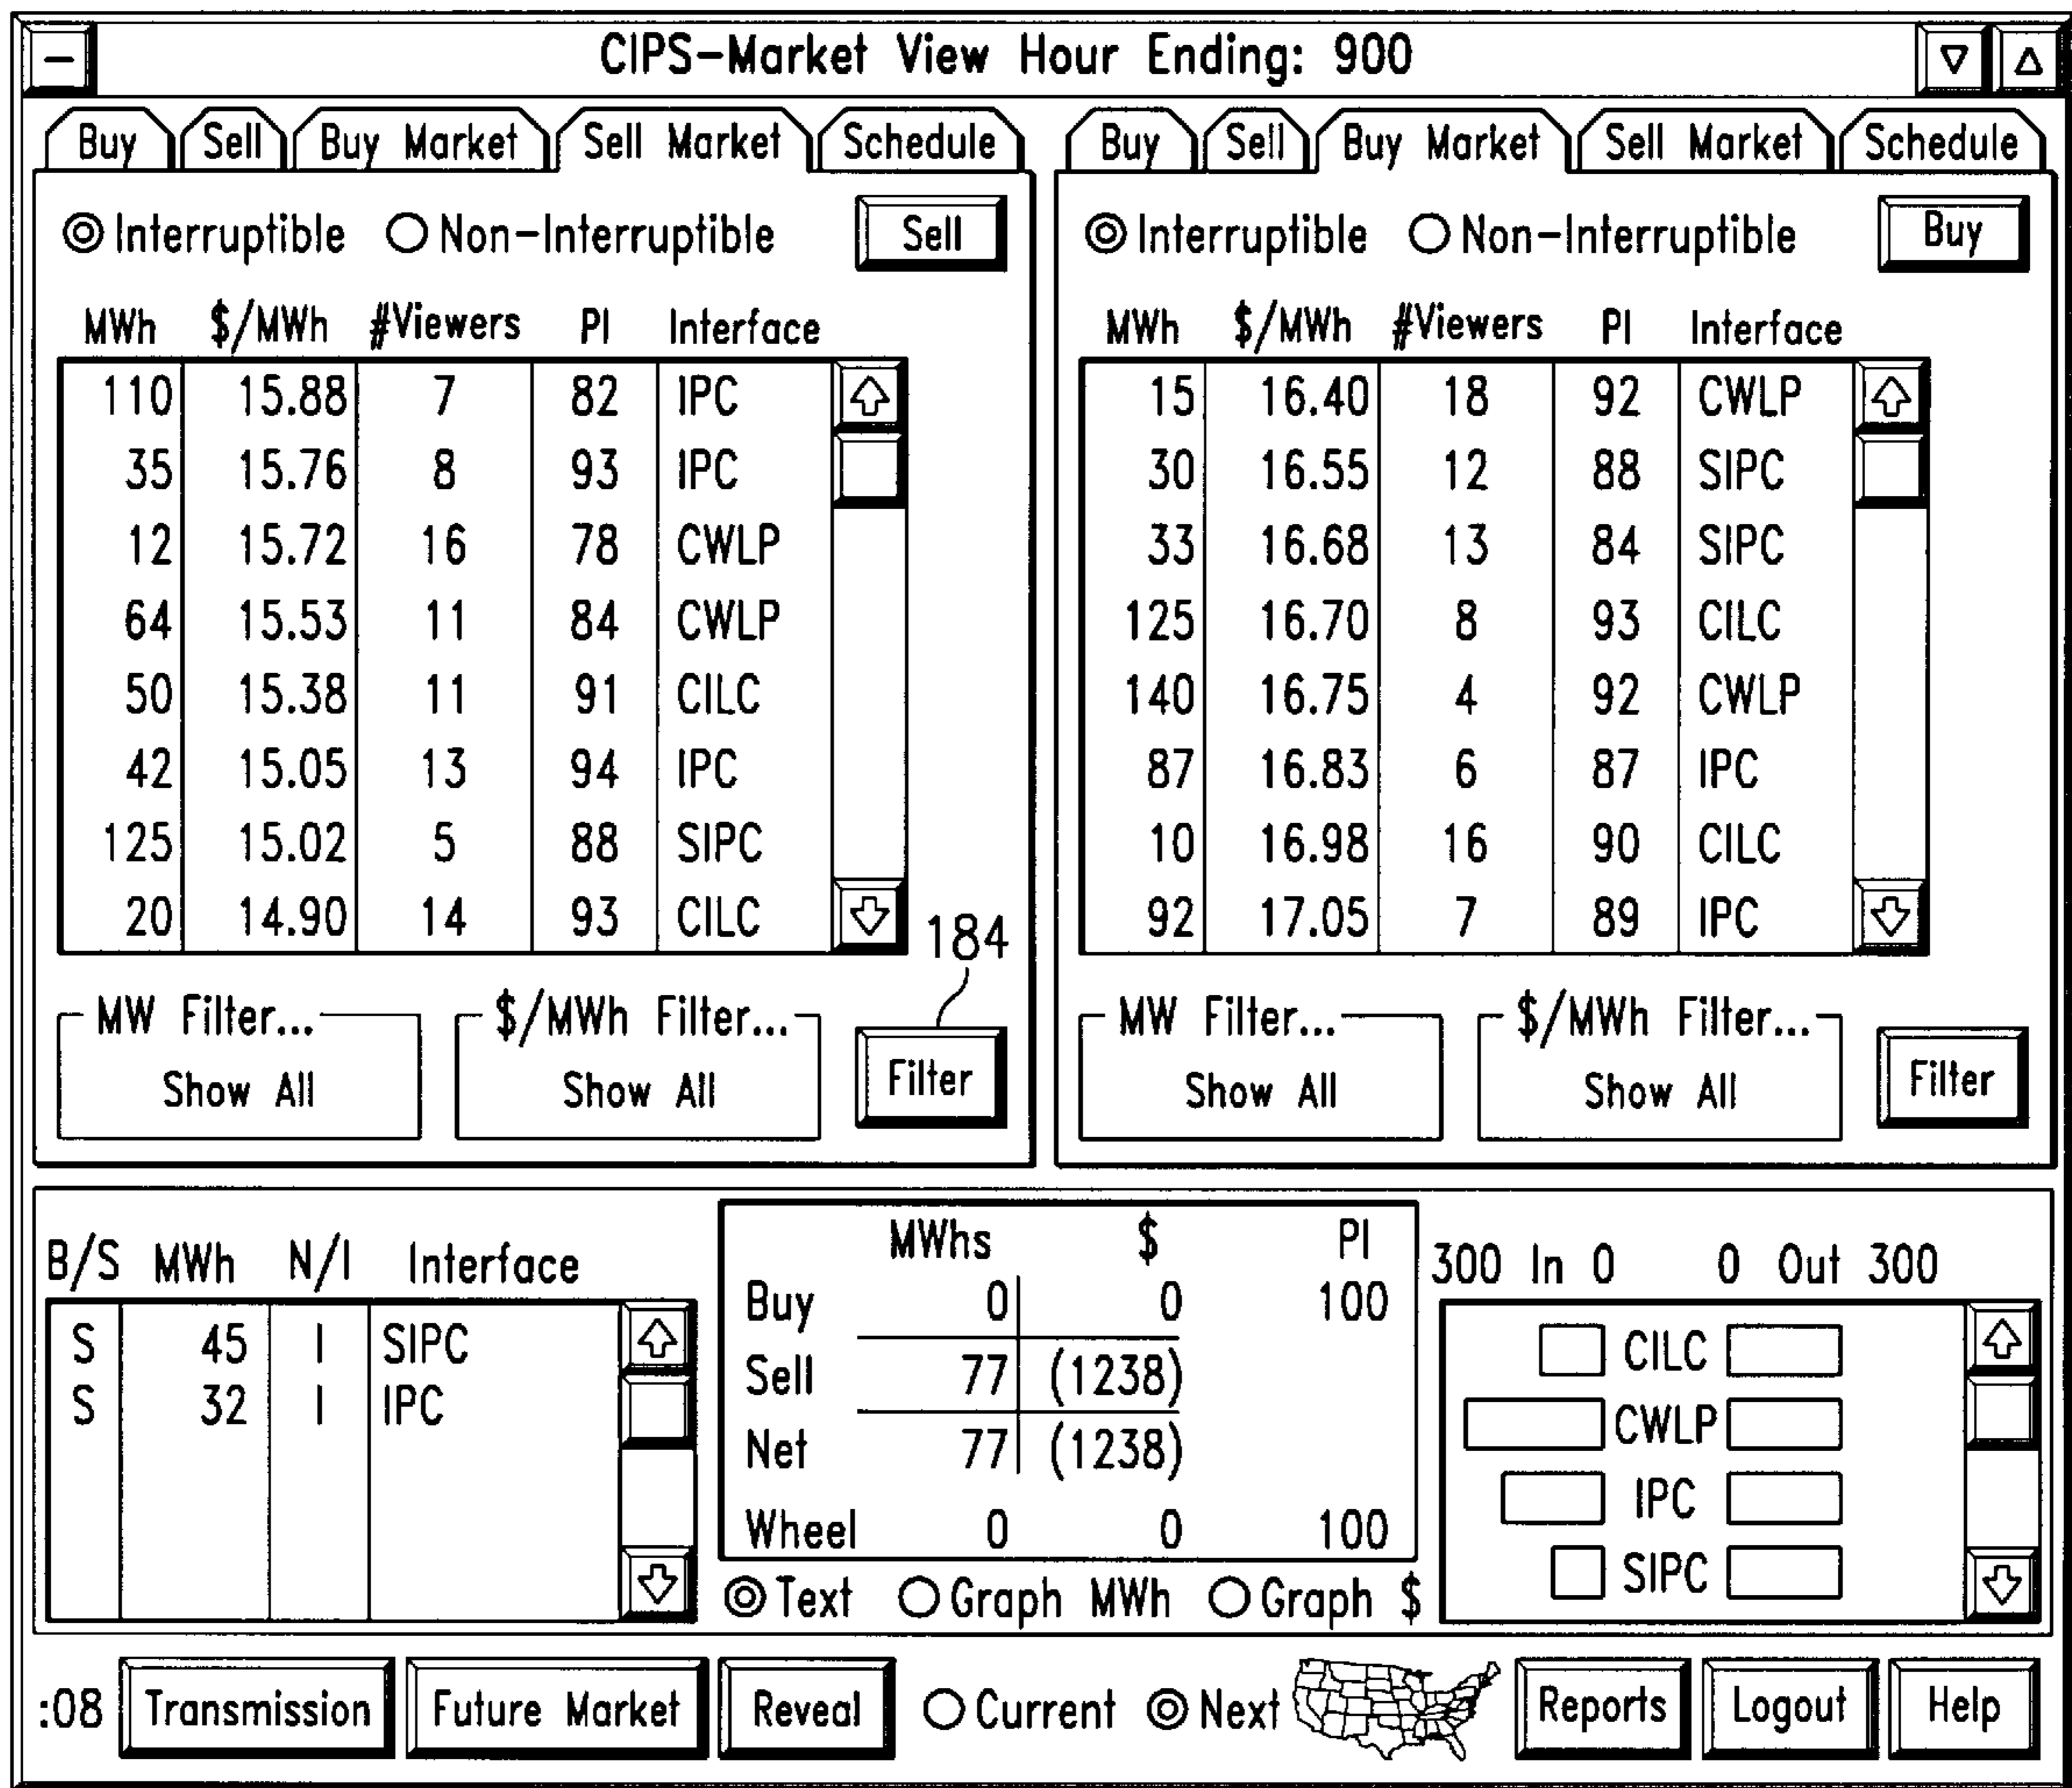 CIPS-Market View Hour Ending: 900
Buy Sell Buy Market Sell Market Schedule
Interruptible Non-Interruptible Sell
MWh $/MWh #Viewers PI Interface
110 15.88 7 82 IPC
35 15.76 8 93 IPC
12 15.72 16 78 CWLP
64 15.53 11 84 CWLP
50 15.38 11 91 CILC
42 15.05 13 94 IPC
125 15.02 5 88 SIPC
20 14.90 14 93 CILC
184
MW Filter... $/MWh Filter...
Show All Show All Filter
Buy Sell Buy Market Sell Market Schedule
Interruptible Non-Interruptible Buy
MWh $/MWh #Viewers PI Interface
15 16.40 18 92 CWLP
30 16.55 12 88 SIPC
33 16.68 13 84 SIPC
125 16.70 8 93 CILC
140 16.75 4 92 CWLP
87 16.83 6 87 IPC
10 16.98 16 90 CILC
92 17.05 7 89 IPC
MW Filter... $/MWh Filter...
Show All Show All Filter
B/S MWh N/I Interface
S 45 I SIPC
S 32 I IPC
MWhs $ PI
Buy 0 0 100
Sell 77 (1238)
Net 77 (1238)
Wheel 0 0 100
Text Graph MWh Graph $
300 In 0 0 Out 300
CILC
CWLP
IPC
SIPC
:08 Transmission Future Market Reveal Current Next Reports Logout Help